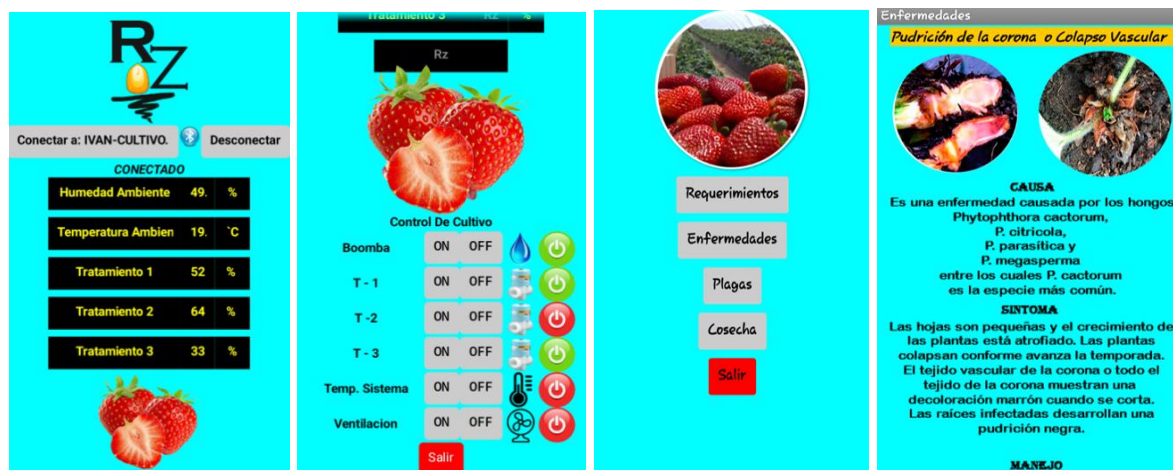 RZ
Conectar a: IVAN-CULTIVO.
Desconectar
CONECTADO
Humedad Ambiente 49. %
Temperatura Ambien 19. `C
Tratamiento 1 52 %
Tratamiento 2 64 %
Tratamiento 3 33 %
Tratamiento 3 Rz %
Rz
Control De Cultivo
Boomba ON OFF
T - 1 ON OFF
T -2 ON OFF
T - 3 ON OFF
Temp. Sistema ON OFF
Ventilacion ON OFF
Salir
Requerimientos
Enfermedades
Plagas
Cosecha
Salir
Enfermedades
Pudrición de la corona o Colapso Vascular
CAUSA
Es una enfermedad causada por los hongos
Phytophthora cactorum,
P. citricola,
P. parasítica y
P. megasperma
entre los cuales P. cactorum
es la especie más común.
SINTOMA
Las hojas son pequeñas y el crecimiento de
las plantas está atrofiado. Las plantas
colapsan conforme avanza la temporada.
El tejido vascular de la corona o todo el
tejido de la corona muestran una
decoloración marrón cuando se corta.
Las raíces infectadas desarrollan una
pudrición negra.
MANEJO